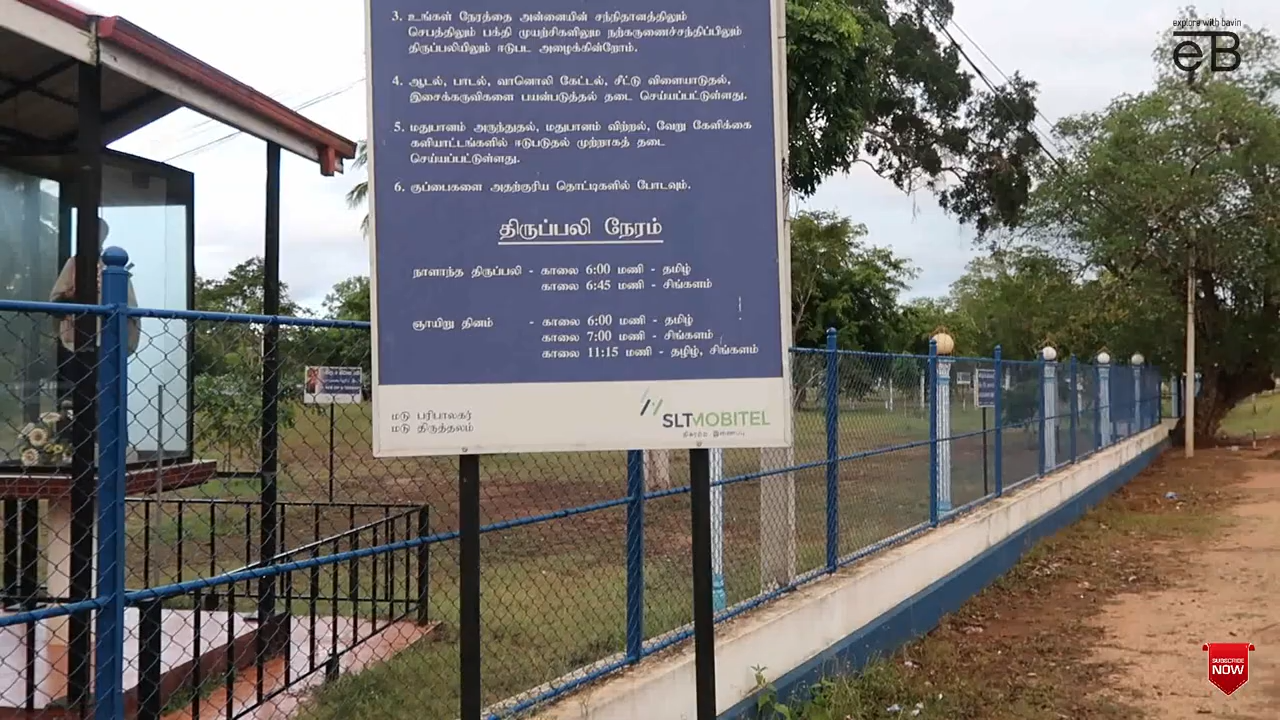 explore with bavin
eB
3. உங்கள் நேரத்தை அன்னையின் சந்நிதானத்திலும்
செபத்திலும் பக்தி முயற்சிகளிலும நற்கருணைச்சந்திப்பிலும்
திருப்பலியிலும் ஈடுபட அழைக்கின்றோம்.
4. ஆடல், பாடல், வானொலி கேட்டல், சீட்டு விளையாடுதல்,
இசைக்கருவிகளை பயன்படுத்தல் தடை செய்யப்பட்டுள்ளது.
5. மதுபானம் அருந்துதல், மதுபானம் விற்றல், வேறு கேளிக்கை
களியாட்டங்களில் ஈடுபடுதல் முற்றாகத் தடை
செய்யப்பட்டுள்ளது.
6. குப்பைகளை அதற்குரிய தொட்டிகளில் போடவும்.
திருப்பலி நேரம்
நாளாந்த திருப்பலி - காலை 6:00 மணி - தமிழ்
காலை 6:45 மணி - சிங்களம்
ஞாயிறு தினம் - காலை 6:00 மணி - தமிழ்
காலை 7:00 மணி - சிங்களம்
காலை 11:15 மணி - தமிழ், சிங்களம்
மடு பரிபாலகர்
மடு திருத்தலம்
SLTMOBITEL
SUBSCRIBE
NOW